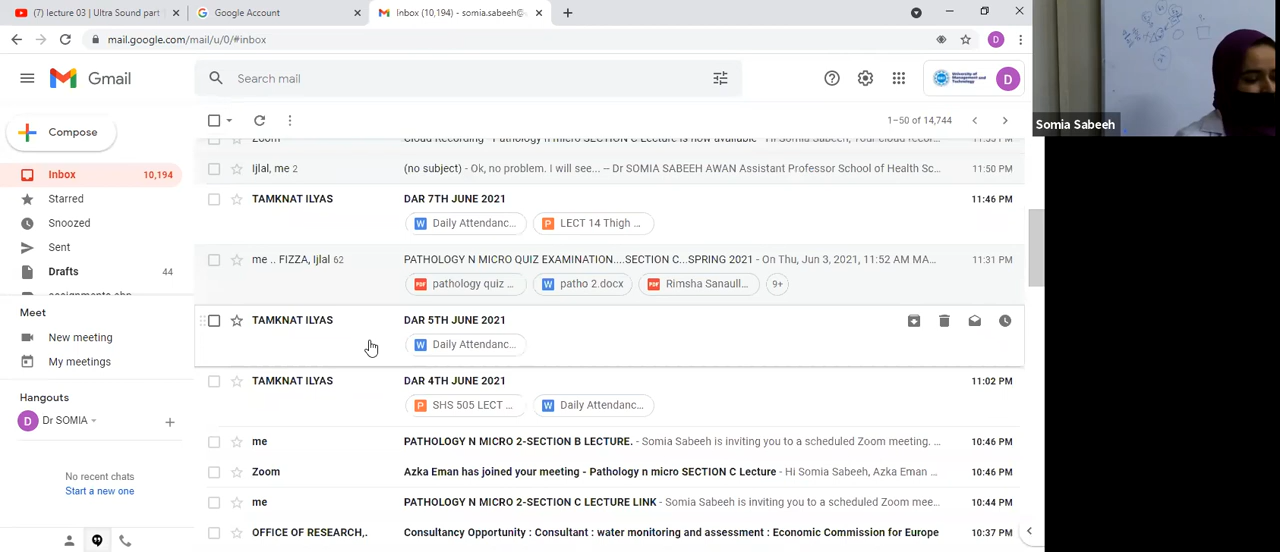 (7) lecture 03 | Ultra Sound part
Google Account
Inbox (10,194) - somia.sabeeh@
mail.google.com/mail/u/0/#inbox
D
Gmail
Search mail
University of Management and Technology
D
Somia Sabeeh
Compose
1–50 of 14,744
Inbox 10,194
Starred
Snoozed
Sent
Drafts 44
Meet
New meeting
My meetings
Hangouts
D Dr SOMIA
No recent chats
Start a new one
Zoom Cloud Recording - Pathology n micro SECTION C Lecture is now available - Hi Somia Sabeeh, Your cloud recor...
Ijlal, me 2 (no subject) - Ok, no problem. I will see... -- Dr SOMIA SABEEH AWAN Assistant Professor School of Health Sc... 11:50 PM
TAMKNAT ILYAS DAR 7TH JUNE 2021 11:46 PM
W Daily Attendanc... P LECT 14 Thigh ...
me .. FIZZA, Ijlal 62 PATHOLOGY N MICRO QUIZ EXAMINATION....SECTION C...SPRING 2021 - On Thu, Jun 3, 2021, 11:52 AM MA... 11:31 PM
PDF pathology quiz ... W patho 2.docx PDF Rimsha Sanaull... 9+
TAMKNAT ILYAS DAR 5TH JUNE 2021
W Daily Attendanc...
TAMKNAT ILYAS DAR 4TH JUNE 2021 11:02 PM
P SHS 505 LECT ... W Daily Attendanc...
me PATHOLOGY N MICRO 2-SECTION B LECTURE. - Somia Sabeeh is inviting you to a scheduled Zoom meeting. ... 10:46 PM
Zoom Azka Eman has joined your meeting - Pathology n micro SECTION C Lecture - Hi Somia Sabeeh, Azka Eman ... 10:46 PM
me PATHOLOGY N MICRO 2-SECTION C LECTURE LINK - Somia Sabeeh is inviting you to a scheduled Zoom mee... 10:44 PM
OFFICE OF RESEARCH,. Consultancy Opportunity : Consultant : water monitoring and assessment : Economic Commission for Europe 10:37 PM